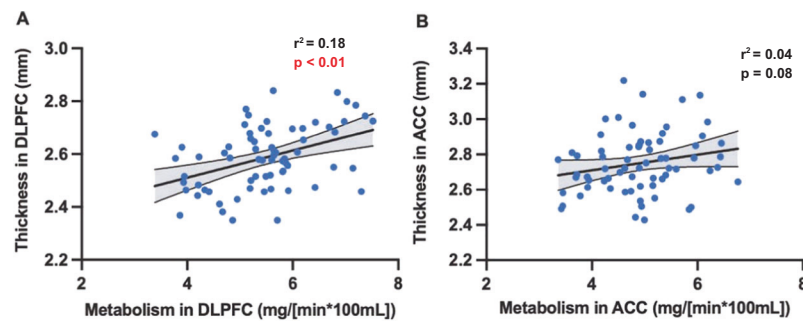 A
r² = 0.18
p < 0.01
Thickness in DLPFC (mm)
3.0
2.8
2.6
2.4
2.2
2
4
6
8
Metabolism in DLPFC (mg/[min*100mL])
B
r² = 0.04
p = 0.08
Thickness in ACC (mm)
3.4
3.2
3.0
2.8
2.6
2.4
2.2
2
4
6
8
Metabolism in ACC (mg/[min*100mL])